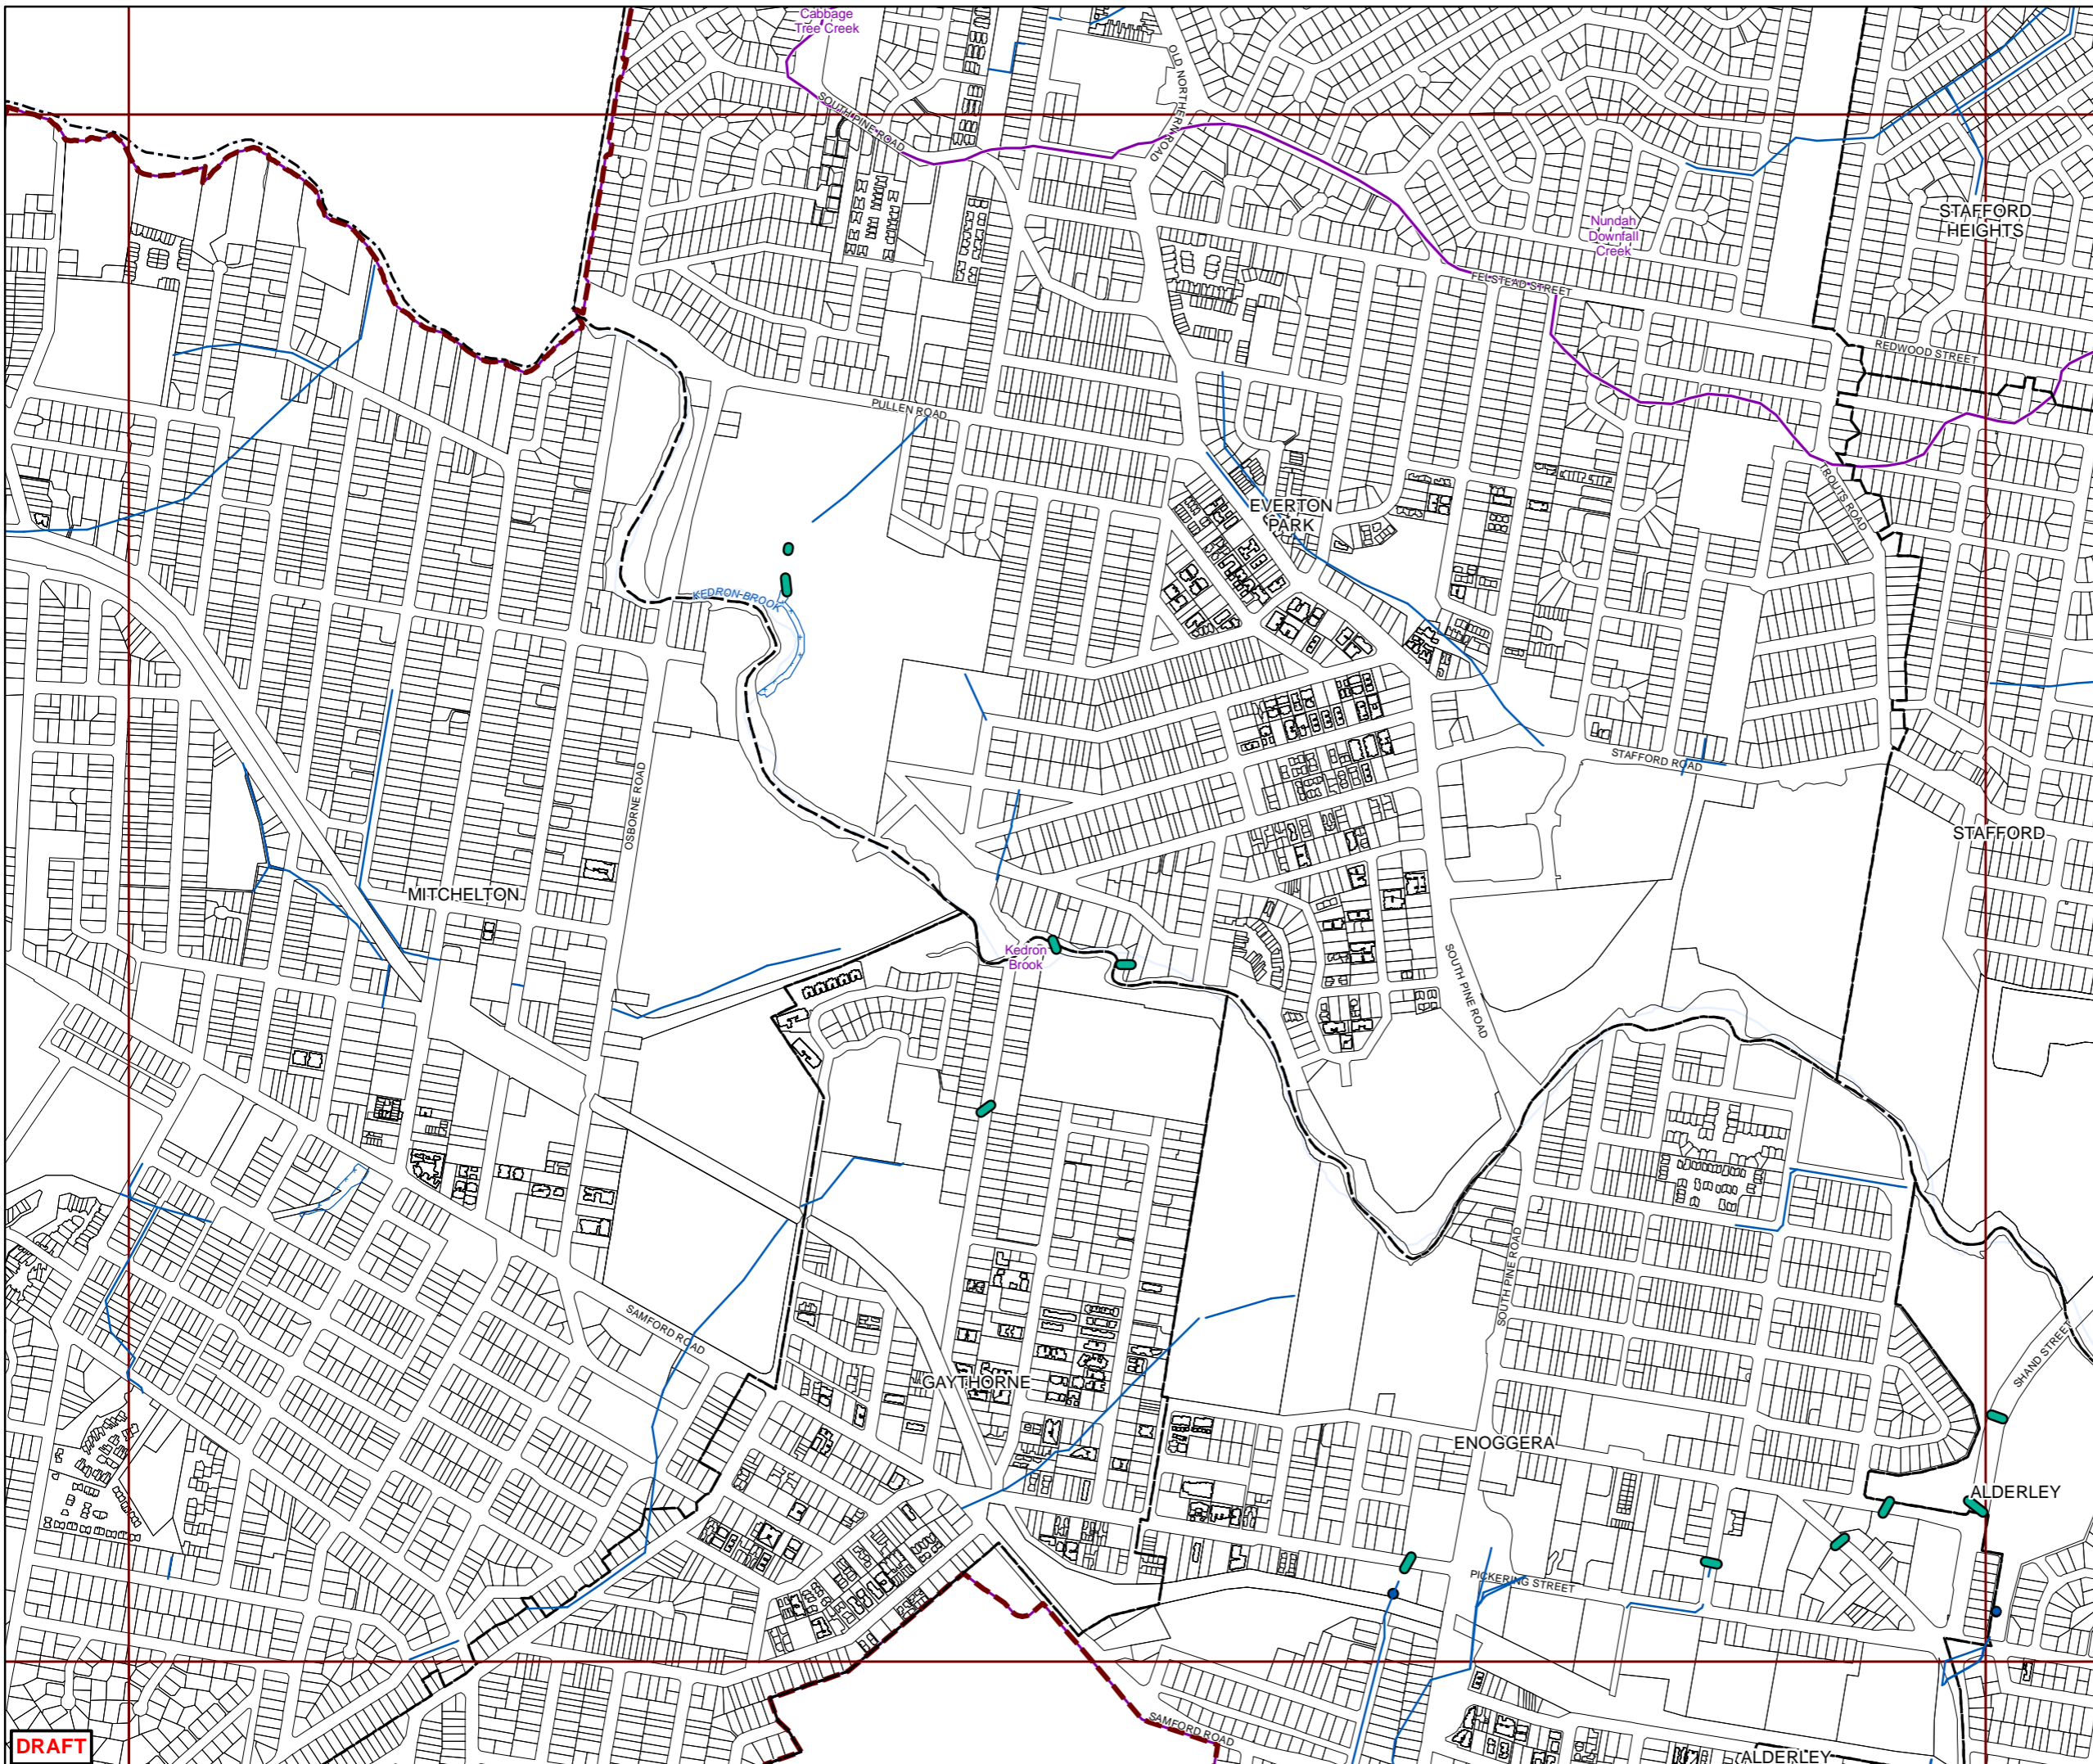 Cabbage
Tree Creek
OLD NORTHERN ROAD
SOUTH PINE ROAD
STAFFORD
HEIGHTS
Nundah
Downfall
Creek
FELSTEAD STREET
REDWOOD STREET
PULLEN ROAD
TROUTS ROAD
EVERTON
PARK
KEDRON BROOK
STAFFORD ROAD
OSBORNE ROAD
STAFFORD
MITCHELTON
Kedron
Brook
SOUTH PINE ROAD
SOUTH PINE ROAD
SAMFORD ROAD
SHAND STREET
GAYTHORNE
ENOGGERA
ALDERLEY
PICKERING STREET
SAMFORD ROAD
DRAFT
ALDERLEY